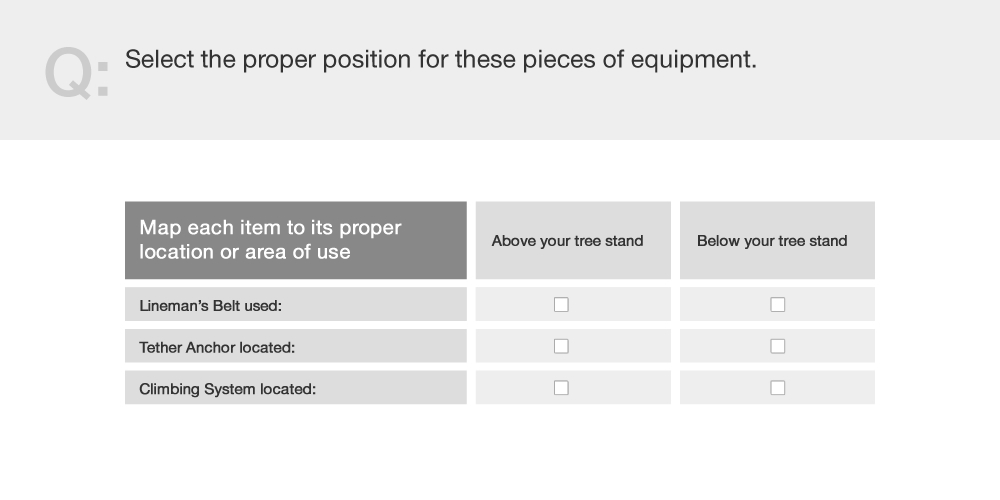 Q: Select the proper position for these pieces of equipment.
Map each item to its proper
location or area of use
Above your tree stand
Below your tree stand
Lineman’s Belt used:
Tether Anchor located:
Climbing System located: